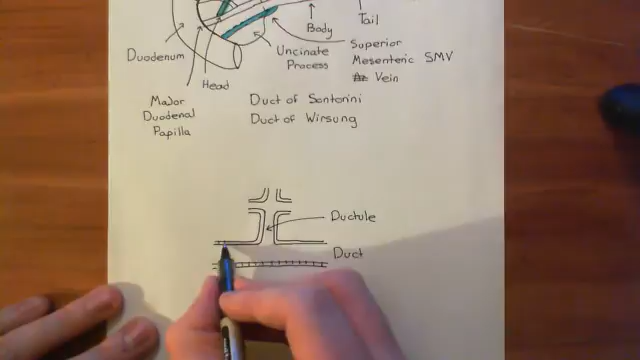 Tail
Body
Duodenum
Uncinate
Process
Superior
Mesenteric SMV
Vein
Head
Major
Duodenal
Papilla
Duct of Santorini
Duct of Wirsung
Ductule
Duct